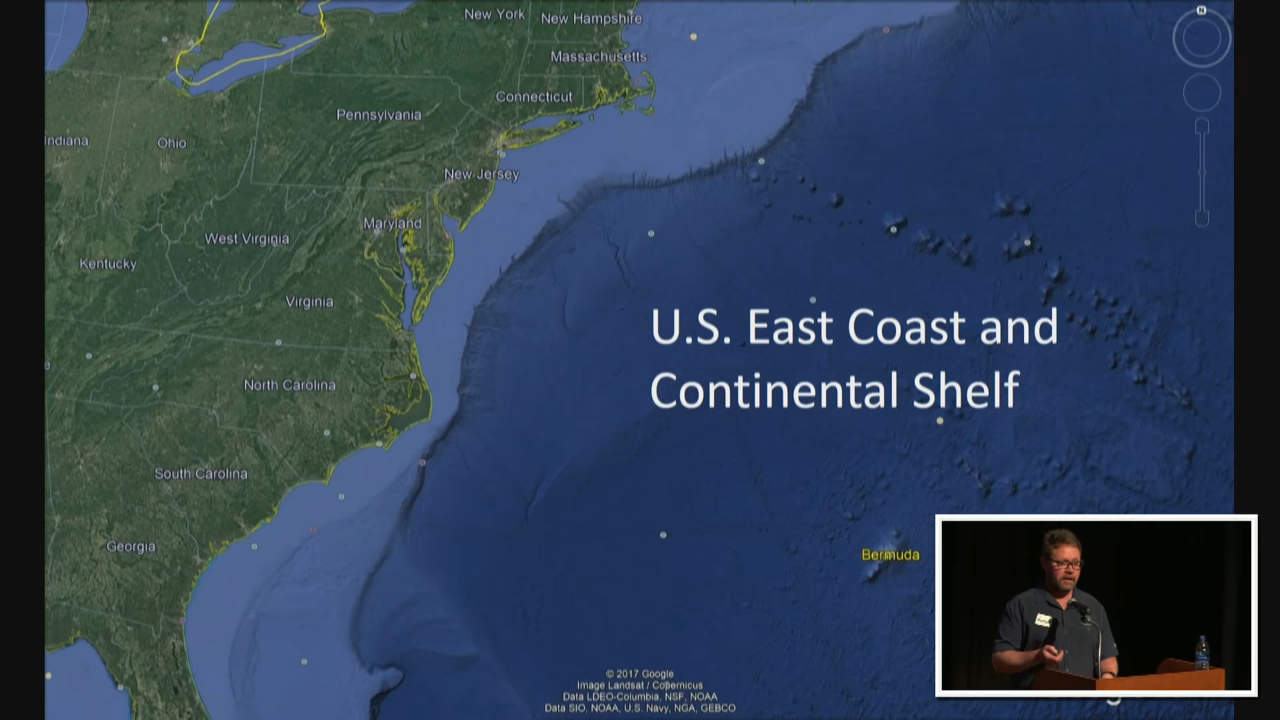 N
New York
New Hampshire
Massachusetts
Connecticut
Pennsylvania
Indiana
Ohio
New Jersey
Maryland
West Virginia
Kentucky
Virginia
U.S. East Coast and
Continental Shelf
North Carolina
South Carolina
Georgia
Bermuda
© 2017 Google
Image Landsat / Copernicus
Data LDEO-Columbia, NSF, NOAA
Data SIO, NOAA, U.S. Navy, NGA, GEBCO